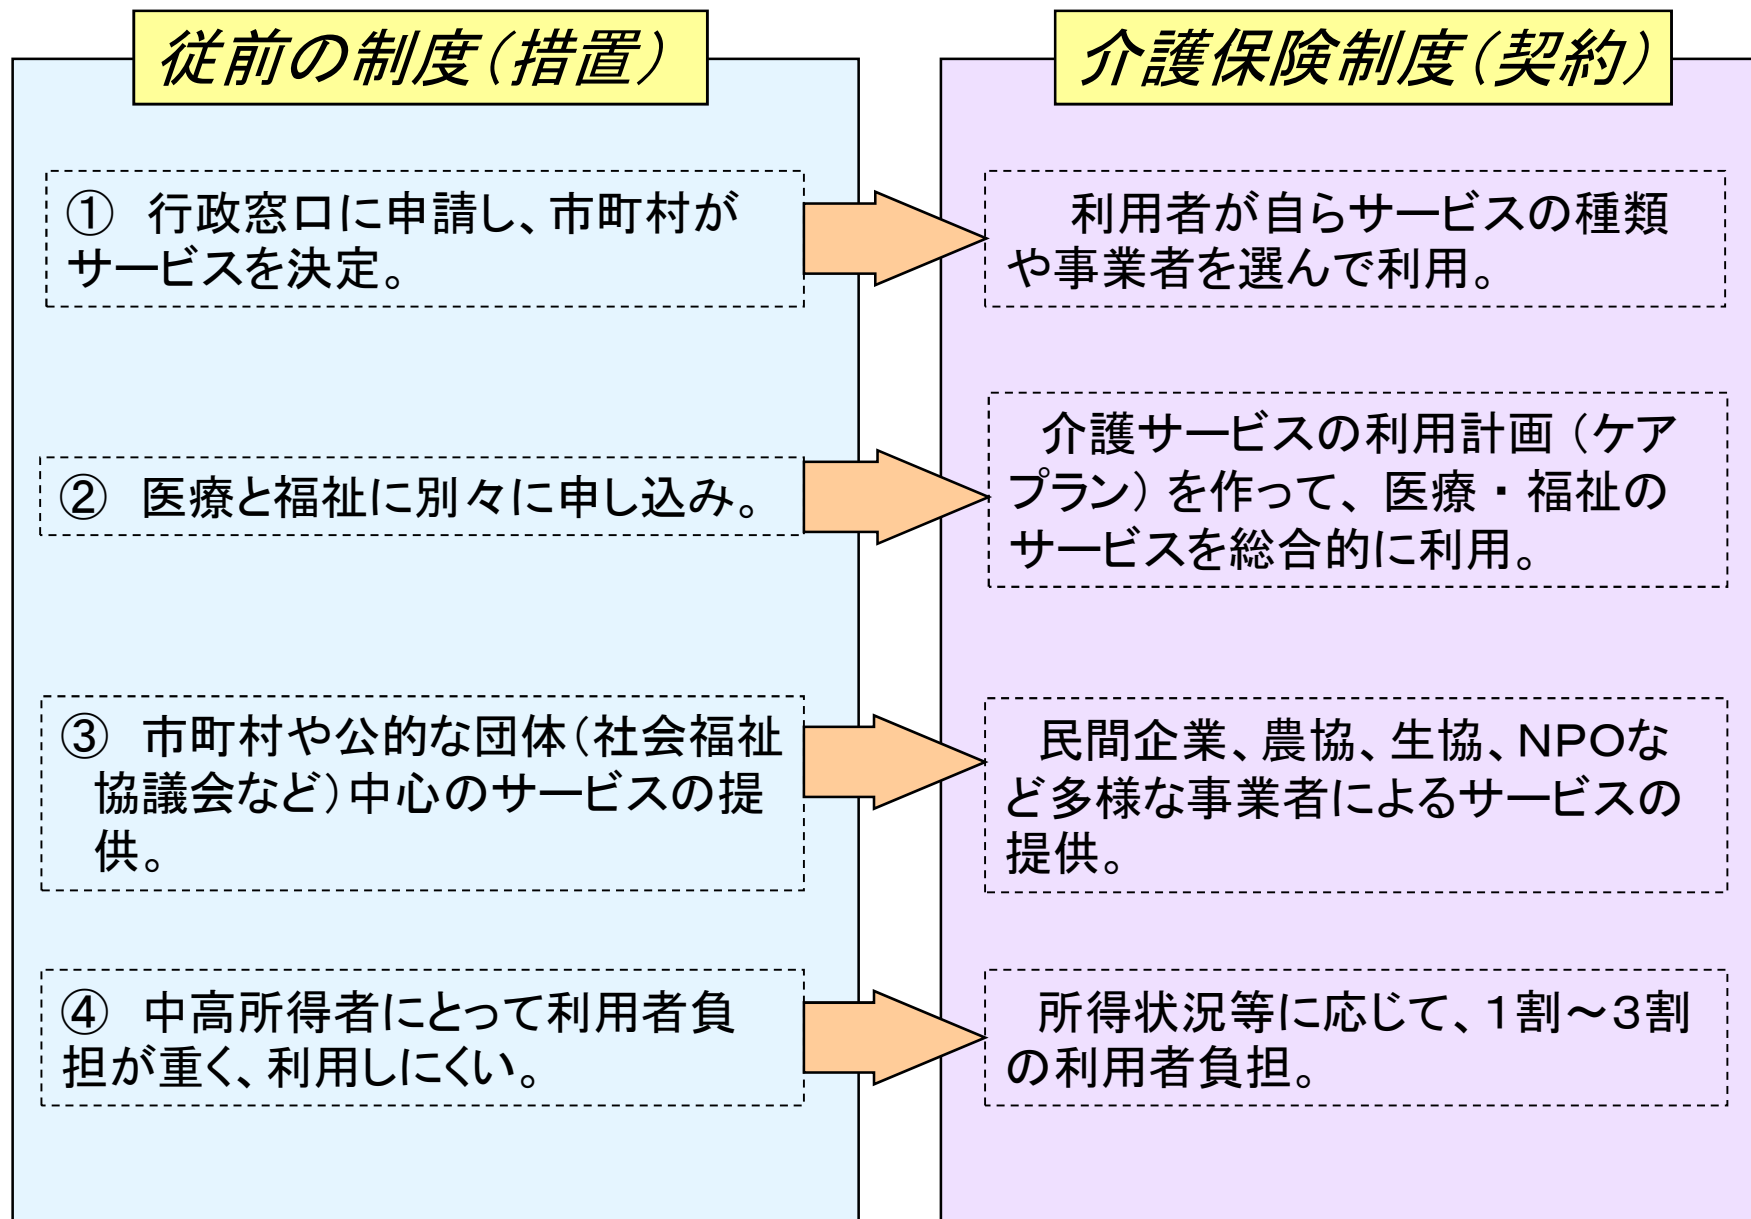 従前の制度(措置)
① 行政窓口に申請し、市町村が
サービスを決定。
② 医療と福祉に別々に申し込み。
③ 市町村や公的な団体(社会福祉
協議会など)中心のサービスの提
供。
④ 中高所得者にとって利用者負
担が重く、利用しにくい。
介護保険制度(契約)
利用者が自らサービスの種類
や事業者を選んで利用。
介護サービスの利用計画(ケア
プラン)を作って、医療・福祉の
サービスを総合的に利用。
民間企業、農協、生協、NPOな
ど多様な事業者によるサービスの
提供。
所得状況等に応じて、1割~3割
の利用者負担。